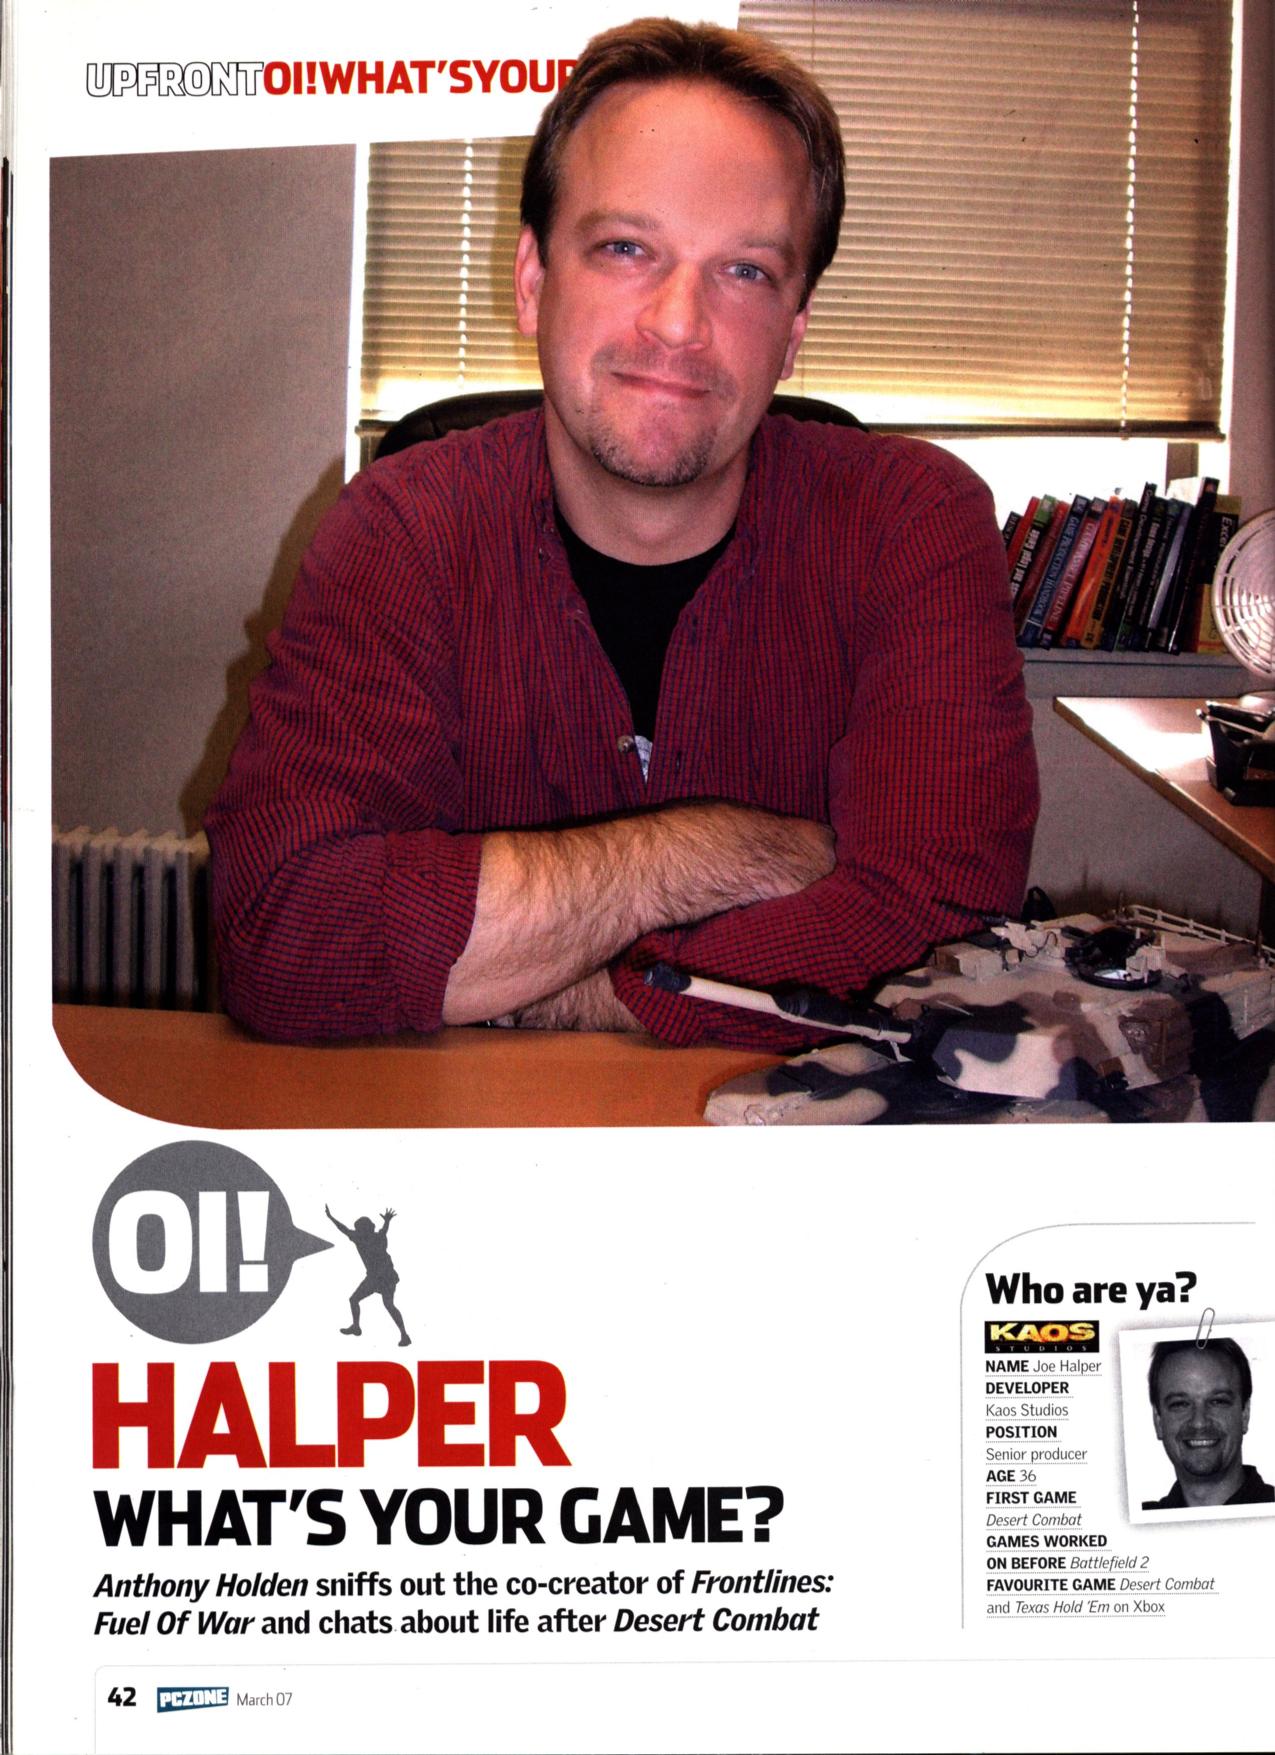 UPFRONTOI!WHAT'SYOUR
OI!
HALPER
WHAT'S YOUR GAME?
Anthony Holden sniffs out the co-creator of Frontlines:
Fuel Of War and chats about life after Desert Combat
Who are ya?
KAOS
STUDIOS
NAME Joe Halper
DEVELOPER
Kaos Studios
POSITION
Senior producer
AGE 36
FIRST GAME
Desert Combat
GAMES WORKED
ON BEFORE Battlefield 2
FAVOURITE GAME Desert Combat
and Texas Hold 'Em on Xbox
42 PCZONE March 07